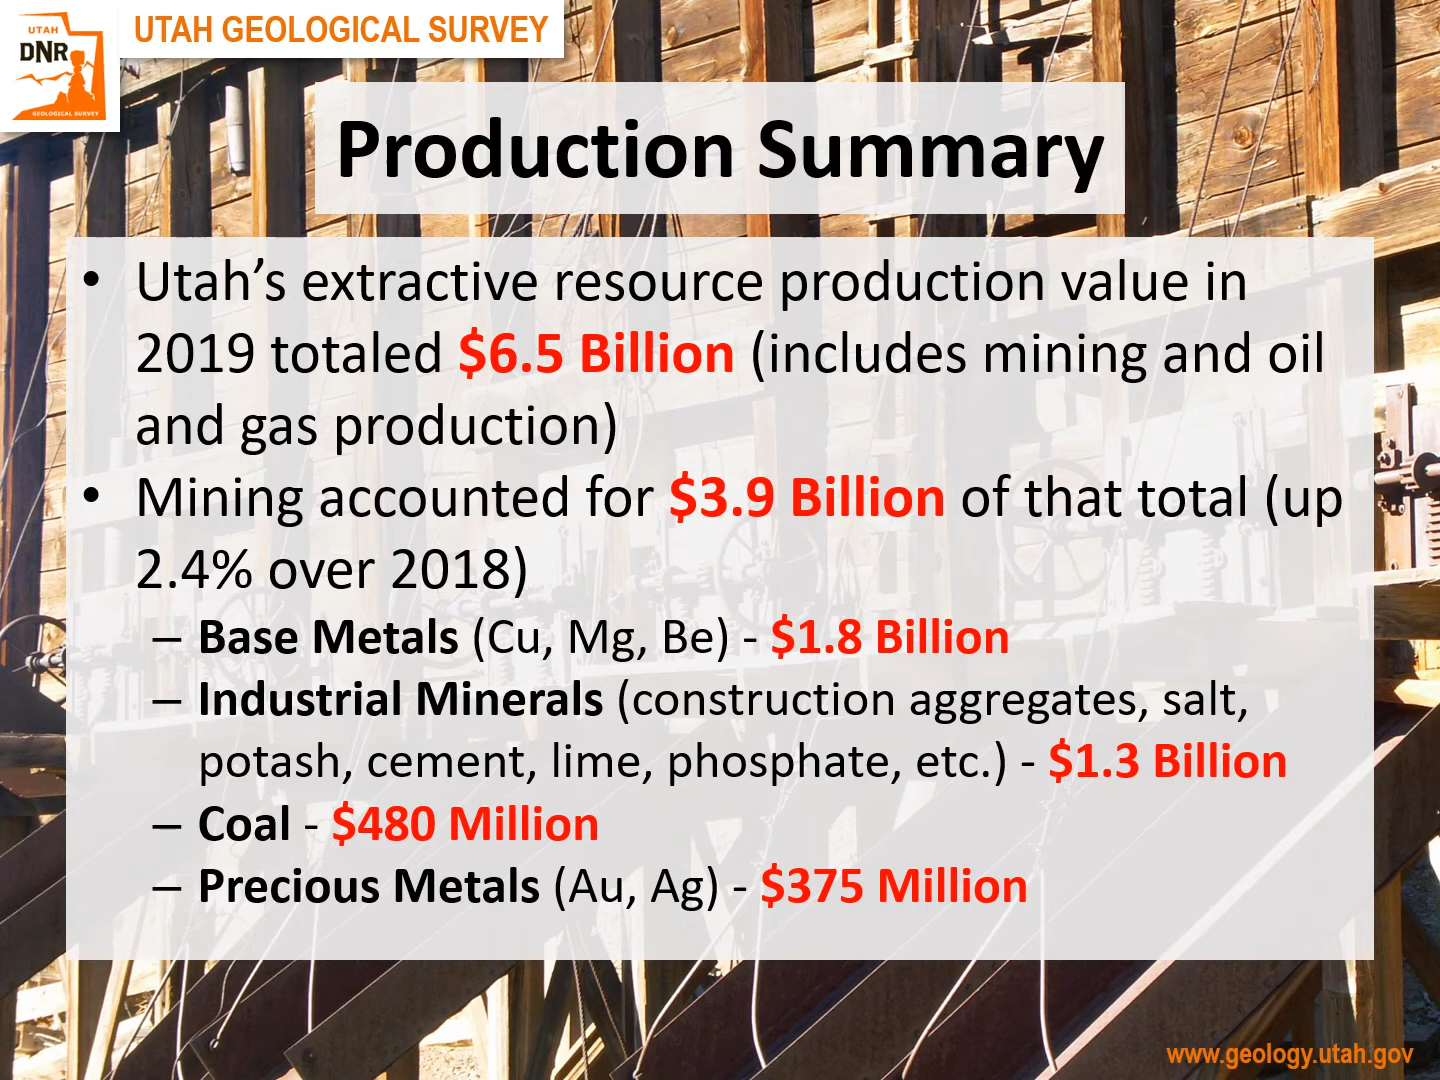 UTAH
DNR
GEOLOGICAL SURVEY
UTAH GEOLOGICAL SURVEY
Production Summary
• Utah’s extractive resource production value in
2019 totaled $6.5 Billion (includes mining and oil
and gas production)
• Mining accounted for $3.9 Billion of that total (up
2.4% over 2018)
– Base Metals (Cu, Mg, Be) - $1.8 Billion
– Industrial Minerals (construction aggregates, salt,
potash, cement, lime, phosphate, etc.) - $1.3 Billion
– Coal - $480 Million
– Precious Metals (Au, Ag) - $375 Million
www.geology.utah.gov